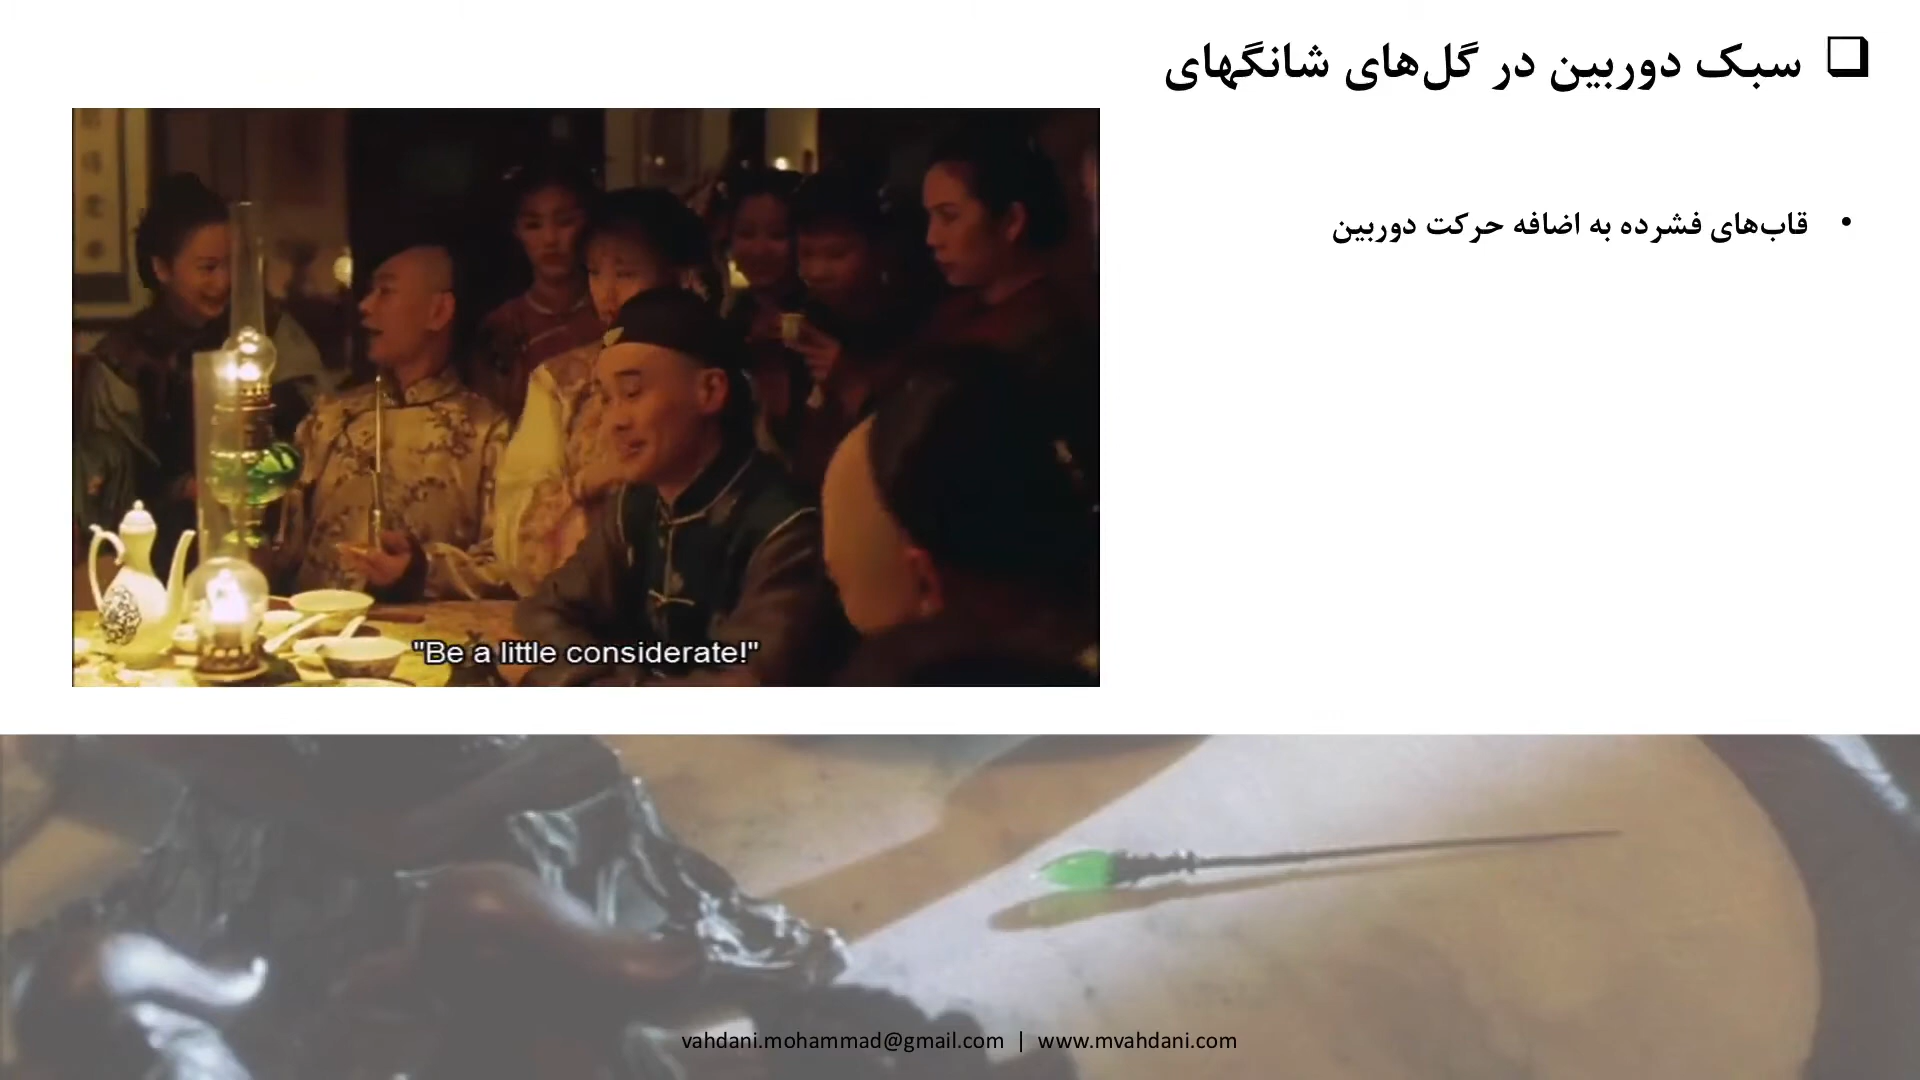 ❑ سبک دوربین در گل‌های شانگهای
• قاب‌های فشرده به اضافه حرکت دوربین
"Be a little considerate!"
vahdani.mohammad@gmail.com | www.mvahdani.com